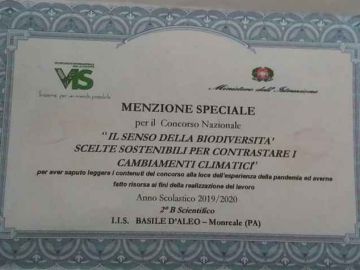 VIS
Insieme, per un mondo possibile
Ministero dell'Istruzione
MENZIONE SPECIALE
per il Concorso Nazionale
"IL SENSO DELLA BIODIVERSITA'
SCELTE SOSTENIBILI PER CONTRASTARE I
CAMBIAMENTI CLIMATICI"
per aver saputo leggere i contenuti del concorso alla luce dell'esperienza della pandemia ed averne
fatto risorsa ai fini della realizzazione del lavoro
Anno Scolastico 2019/2020
2ª B Scientifico
I.I.S. BASILE D'ALEO – Monreale (PA)